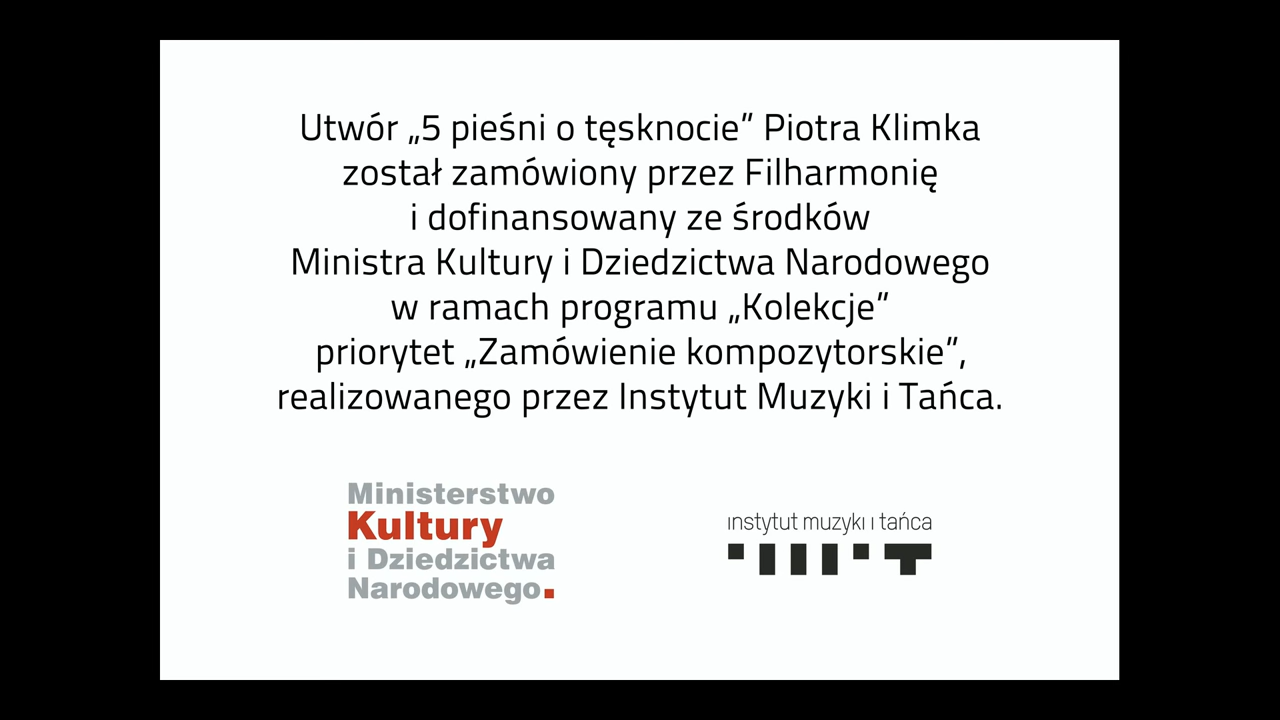 Utwór „5 pieśni o tęsknocie” Piotra Klimka
został zamówiony przez Filharmonię
i dofinansowany ze środków
Ministra Kultury i Dziedzictwa Narodowego
w ramach programu „Kolekcje”
priorytet „Zamówienie kompozytorskie”,
realizowanego przez Instytut Muzyki i Tańca.
Ministerstwo
Kultury
i Dziedzictwa
Narodowego.
instytut muzyki i tańca